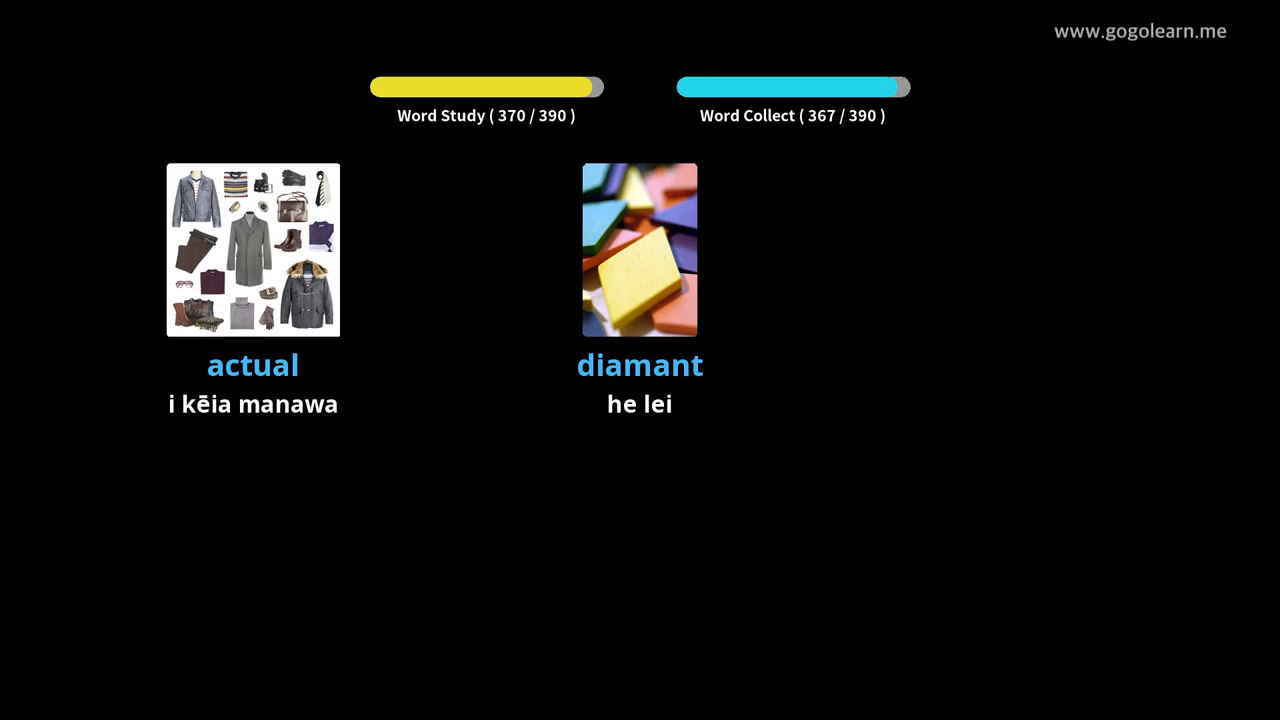 www.gogolearn.me
Word Study ( 370 / 390 )
Word Collect ( 367 / 390 )
actual
i kēia manawa
diamant
he lei